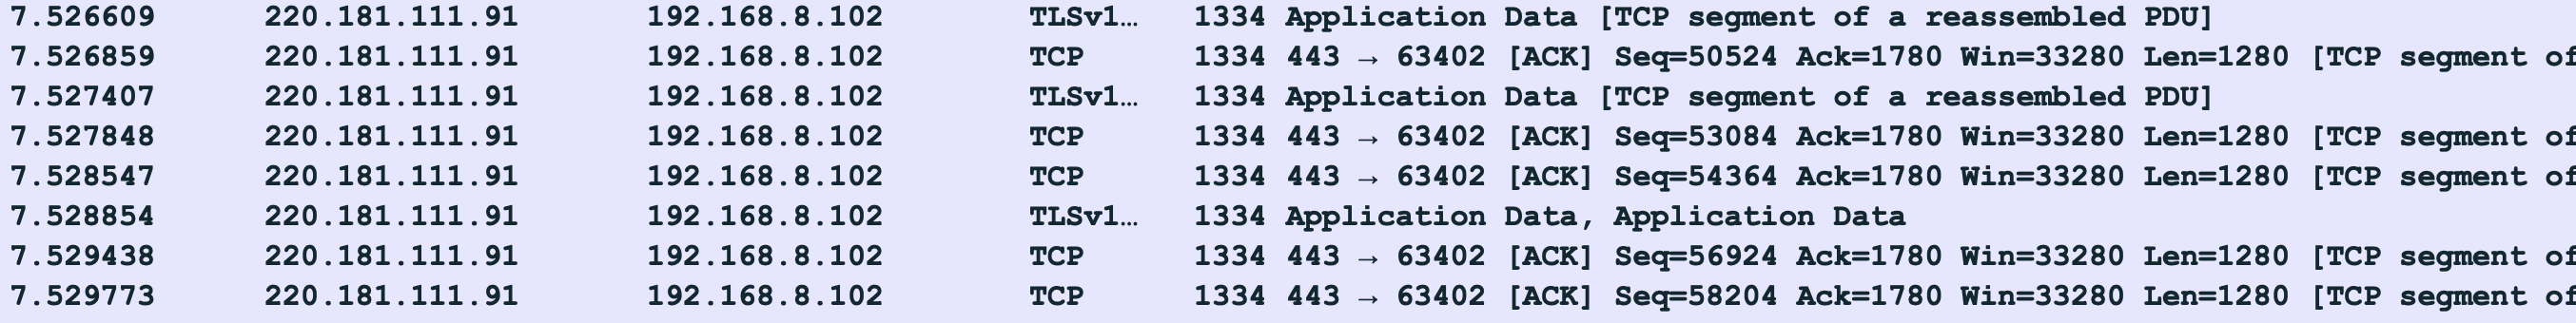 7.526609 220.181.111.91 192.168.8.102 TLSv1… 1334 Application Data [TCP segment of a reassembled PDU]
7.526859 220.181.111.91 192.168.8.102 TCP 1334 443 → 63402 [ACK] Seq=50524 Ack=1780 Win=33280 Len=1280 [TCP segment of
7.527407 220.181.111.91 192.168.8.102 TLSv1… 1334 Application Data [TCP segment of a reassembled PDU]
7.527848 220.181.111.91 192.168.8.102 TCP 1334 443 → 63402 [ACK] Seq=53084 Ack=1780 Win=33280 Len=1280 [TCP segment of
7.528547 220.181.111.91 192.168.8.102 TCP 1334 443 → 63402 [ACK] Seq=54364 Ack=1780 Win=33280 Len=1280 [TCP segment of
7.528854 220.181.111.91 192.168.8.102 TLSv1… 1334 Application Data, Application Data
7.529438 220.181.111.91 192.168.8.102 TCP 1334 443 → 63402 [ACK] Seq=56924 Ack=1780 Win=33280 Len=1280 [TCP segment of
7.529773 220.181.111.91 192.168.8.102 TCP 1334 443 → 63402 [ACK] Seq=58204 Ack=1780 Win=33280 Len=1280 [TCP segment of